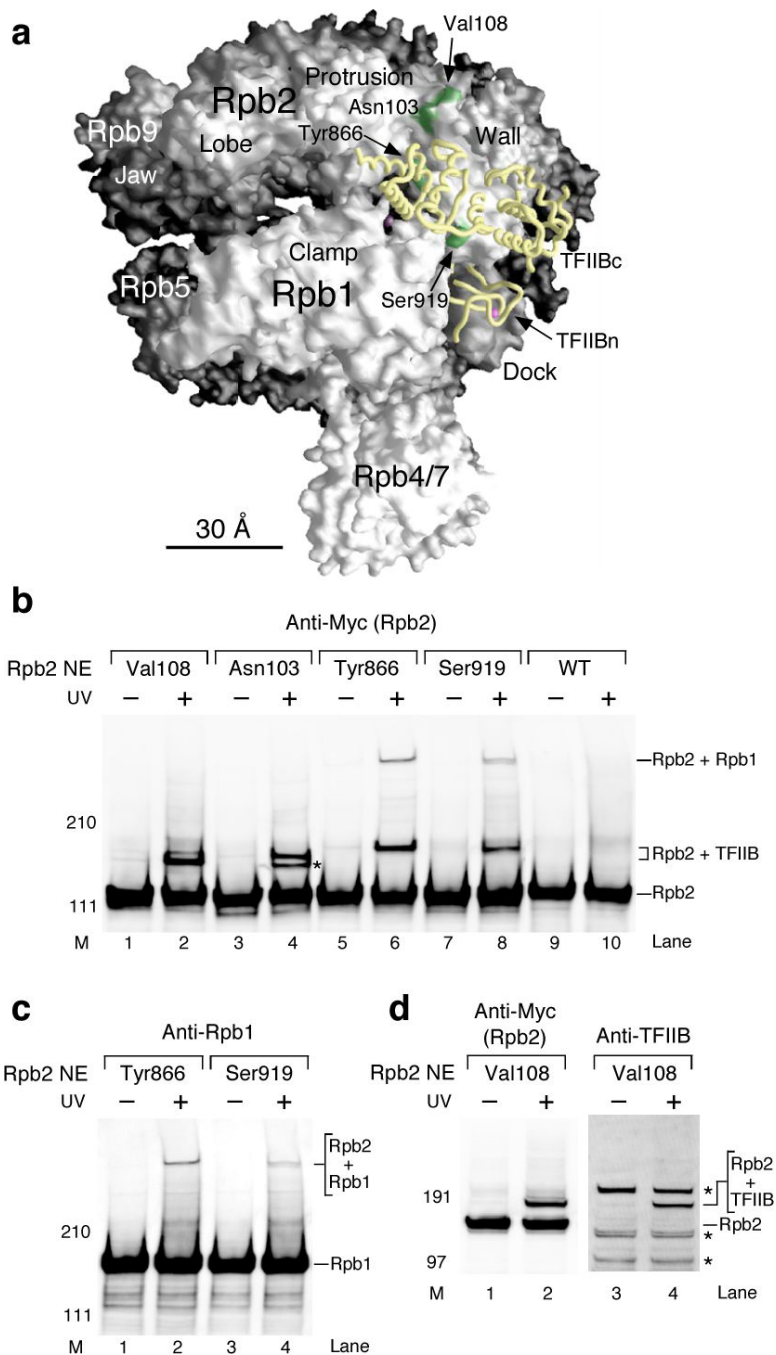 a
Val108
Protrusion
Rpb2
Asn103
Rpb9
Tyr866
Wall
Lobe
Jaw
Clamp
TFIIBc
Rpb5
Rpb1
Ser919
TFIIBn
Dock
Rpb4/7
30 Å
b
Anti-Myc (Rpb2)
Rpb2 NE Val108 Asn103 Tyr866 Ser919 WT
UV − + − + − + − + − +
Rpb2 + Rpb1
210
Rpb2 + TFIIB
*
Rpb2
111
M 1 2 3 4 5 6 7 8 9 10 Lane
c
Anti-Rpb1
Rpb2 NE Tyr866 Ser919
UV − + − +
Rpb2
+
Rpb1
210
Rpb1
111
M 1 2 3 4 Lane
d
Anti-Myc
(Rpb2) Anti-TFIIB
Rpb2 NE Val108 Val108
UV − + − +
Rpb2
+
TFIIB
191
*
Rpb2
*
97
*
M 1 2 3 4 Lane